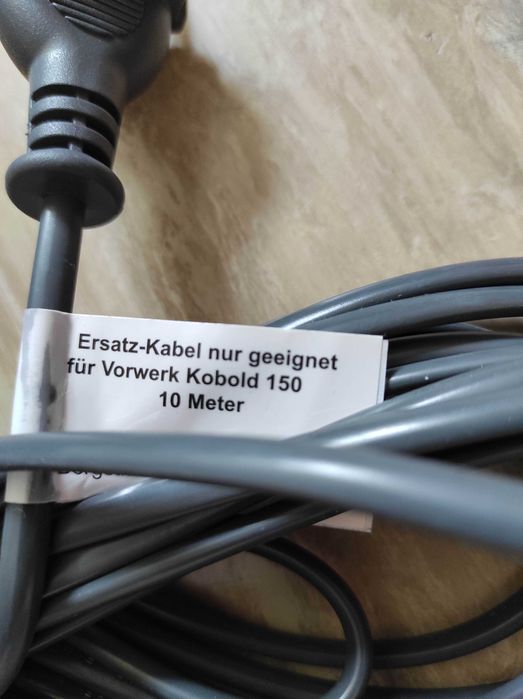 Ersatz-Kabel nur geeignet
für Vorwerk Kobold 150
10 Meter